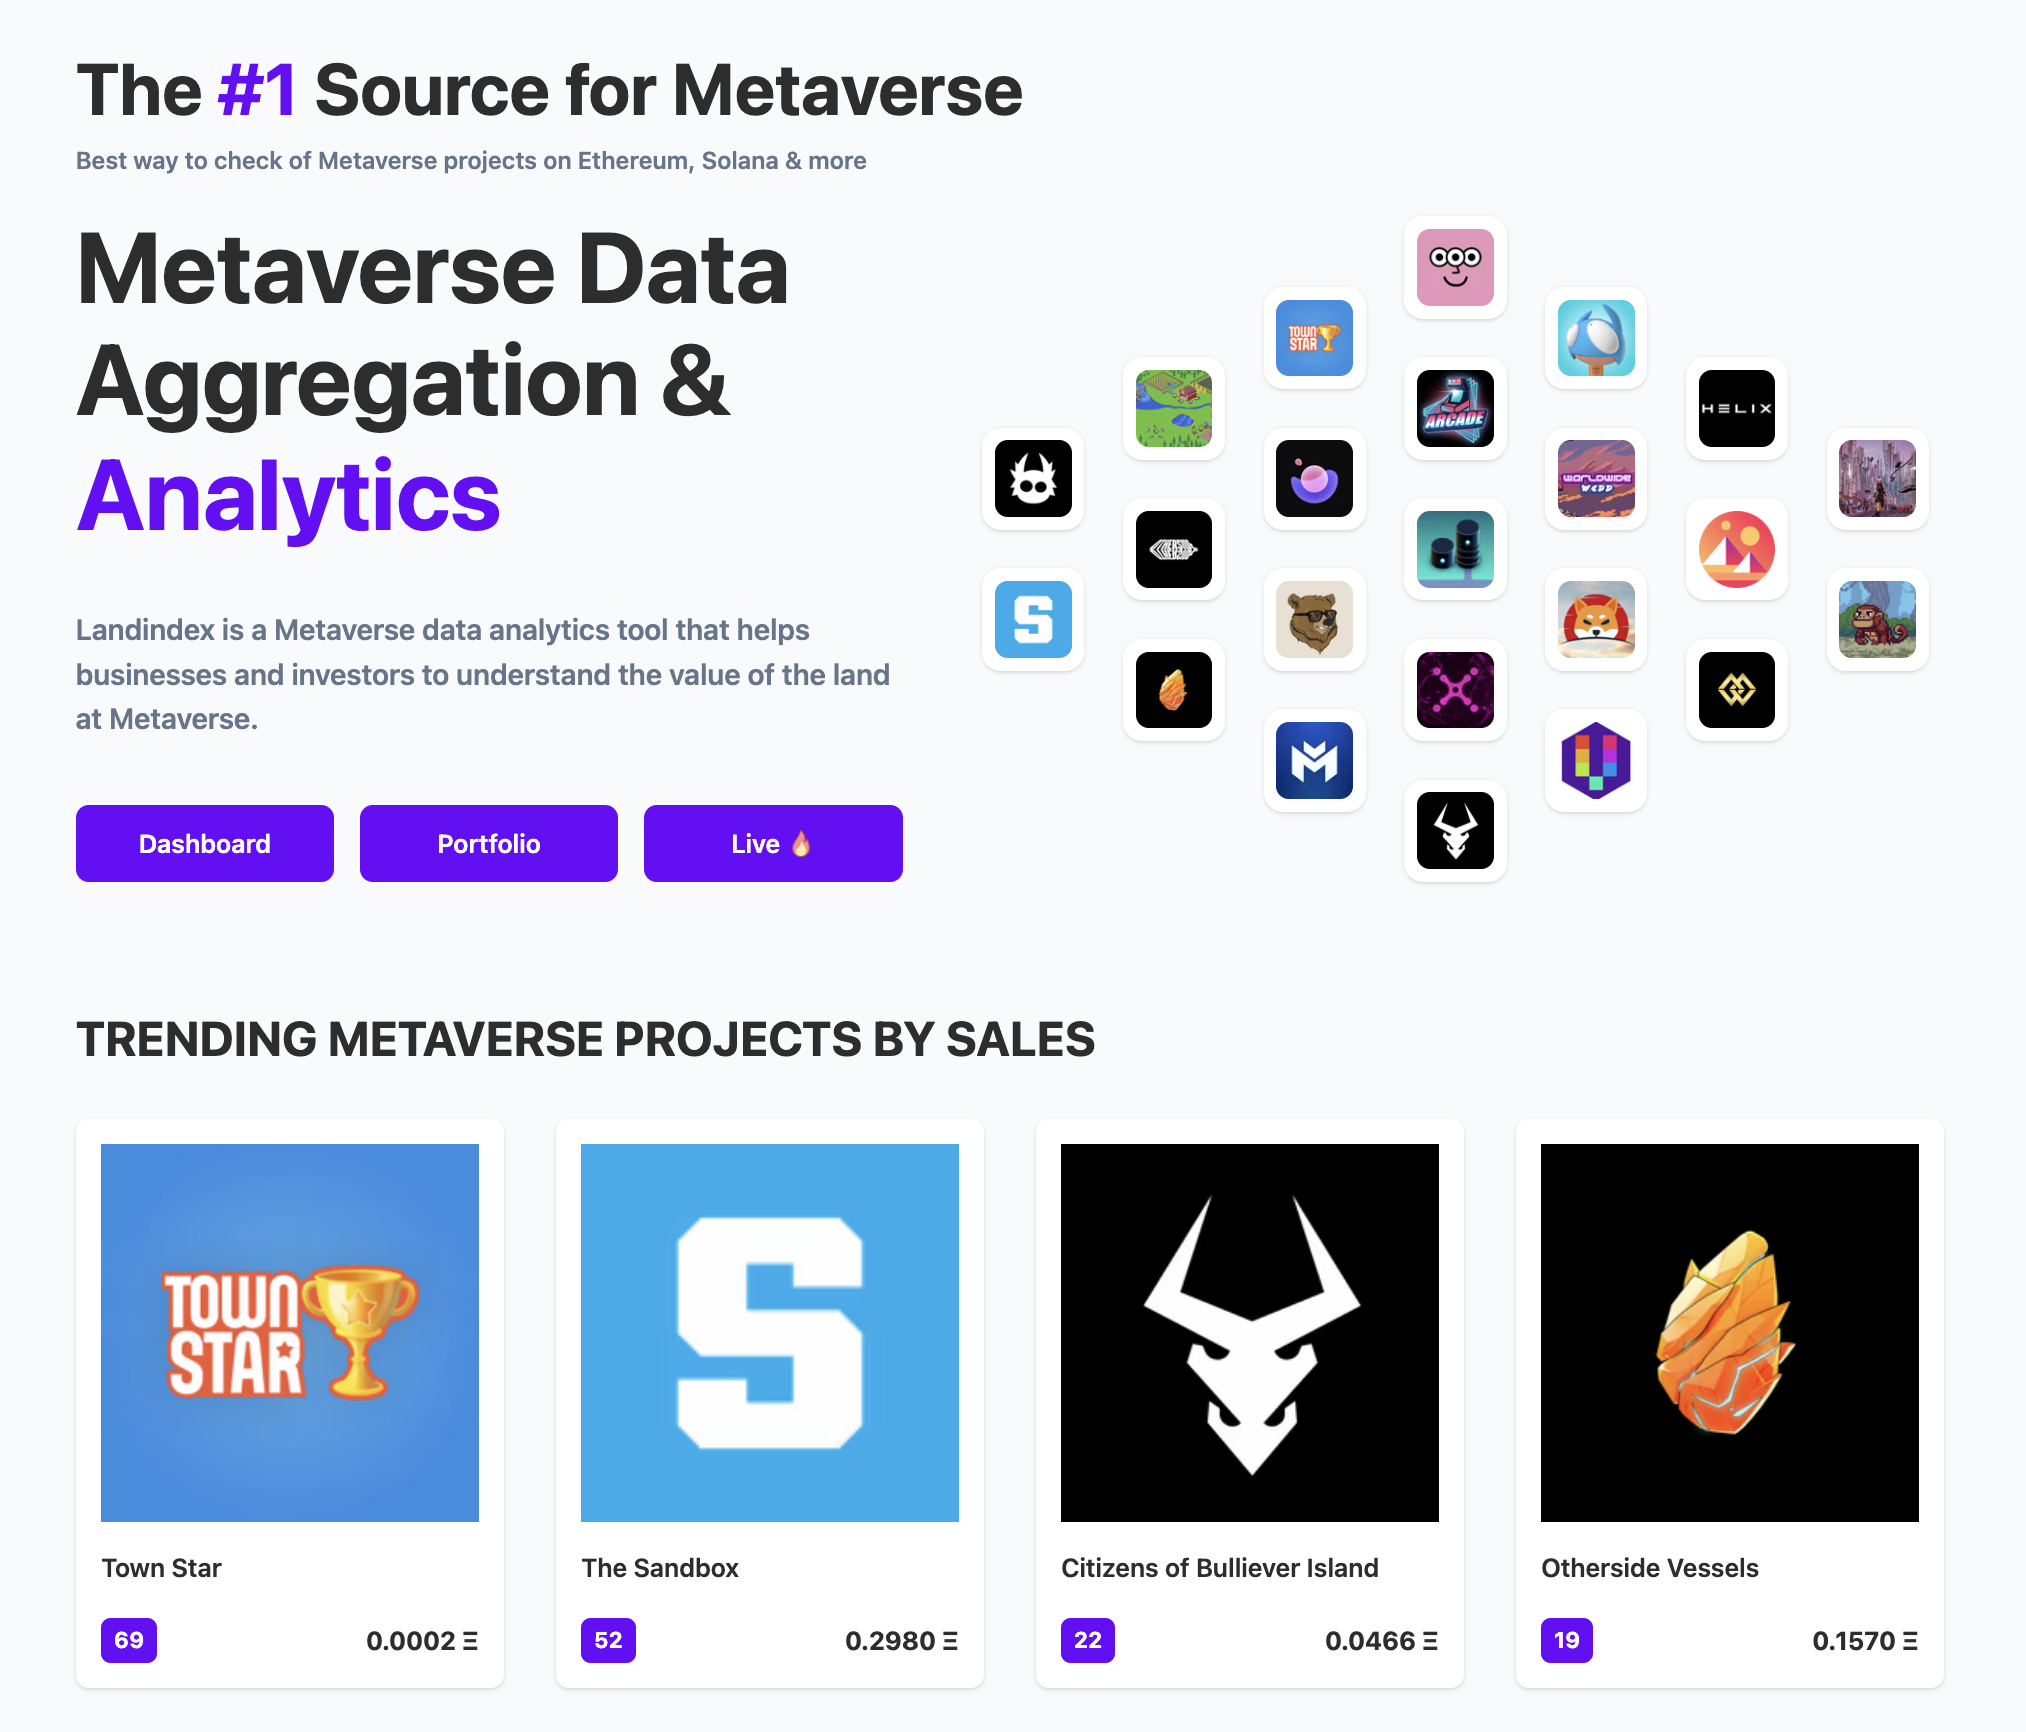 The #1 Source for Metaverse
Best way to check of Metaverse projects on Ethereum, Solana & more
Metaverse Data
Aggregation &
Analytics
Landindex is a Metaverse data analytics tool that helps
businesses and investors to understand the value of the land
at Metaverse.
Dashboard
Portfolio
Live
TOWN
STAR
ARCADE
HELIX
WORLDWIDE
WEBB
S
TRENDING METAVERSE PROJECTS BY SALES
TOWN
STAR
S
Town Star
The Sandbox
Citizens of Bulliever Island
Otherside Vessels
69
0.0002 Ξ
52
0.2980 Ξ
22
0.0466 Ξ
19
0.1570 Ξ